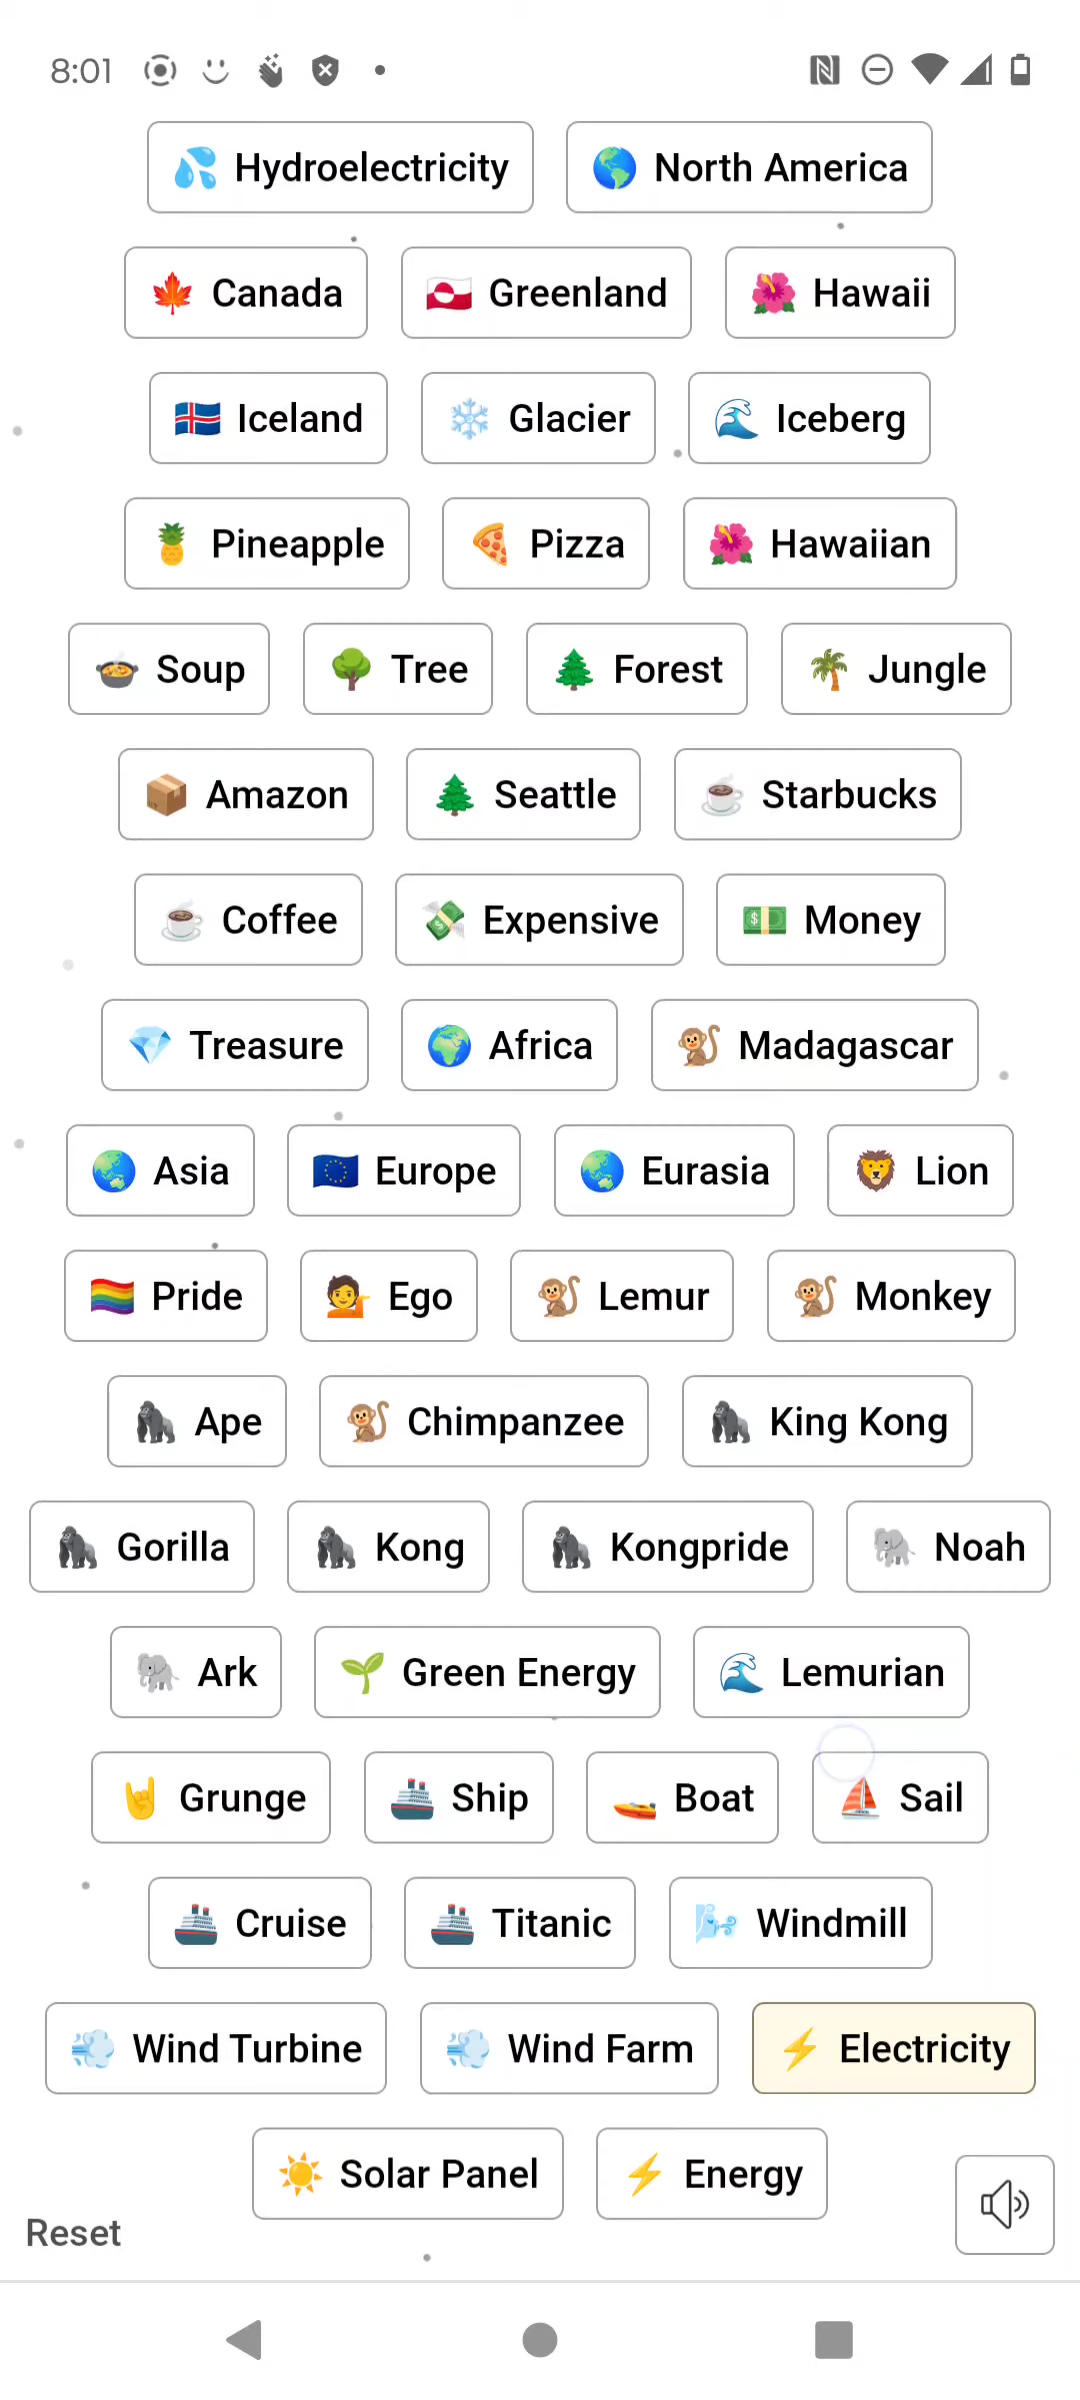 8:01
Hydroelectricity North America
Canada Greenland Hawaii
Iceland Glacier Iceberg
Pineapple Pizza Hawaiian
Soup Tree Forest Jungle
Amazon Seattle Starbucks
Coffee Expensive Money
Treasure Africa Madagascar
Asia Europe Eurasia Lion
Pride Ego Lemur Monkey
Ape Chimpanzee King Kong
Gorilla Kong Kongpride Noah
Ark Green Energy Lemurian
Grunge Ship Boat Sail
Cruise Titanic Windmill
Wind Turbine Wind Farm Electricity
Solar Panel Energy
Reset